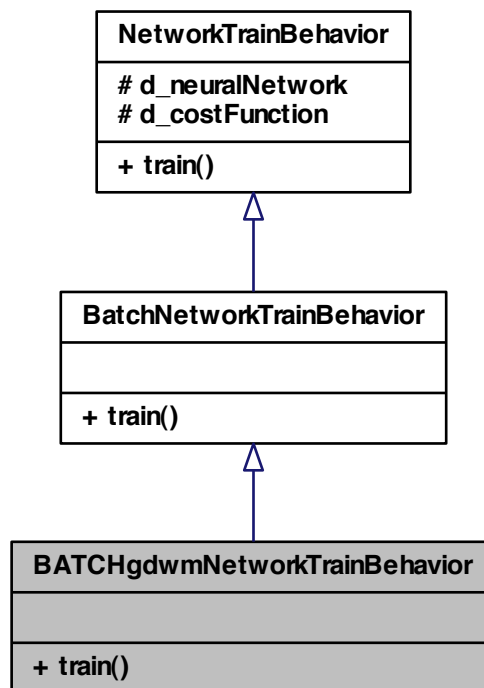 NetworkTrainBehavior
# d_neuralNetwork
# d_costFunction
+ train()
BatchNetworkTrainBehavior
+ train()
BATCHgdwmNetworkTrainBehavior
+ train()